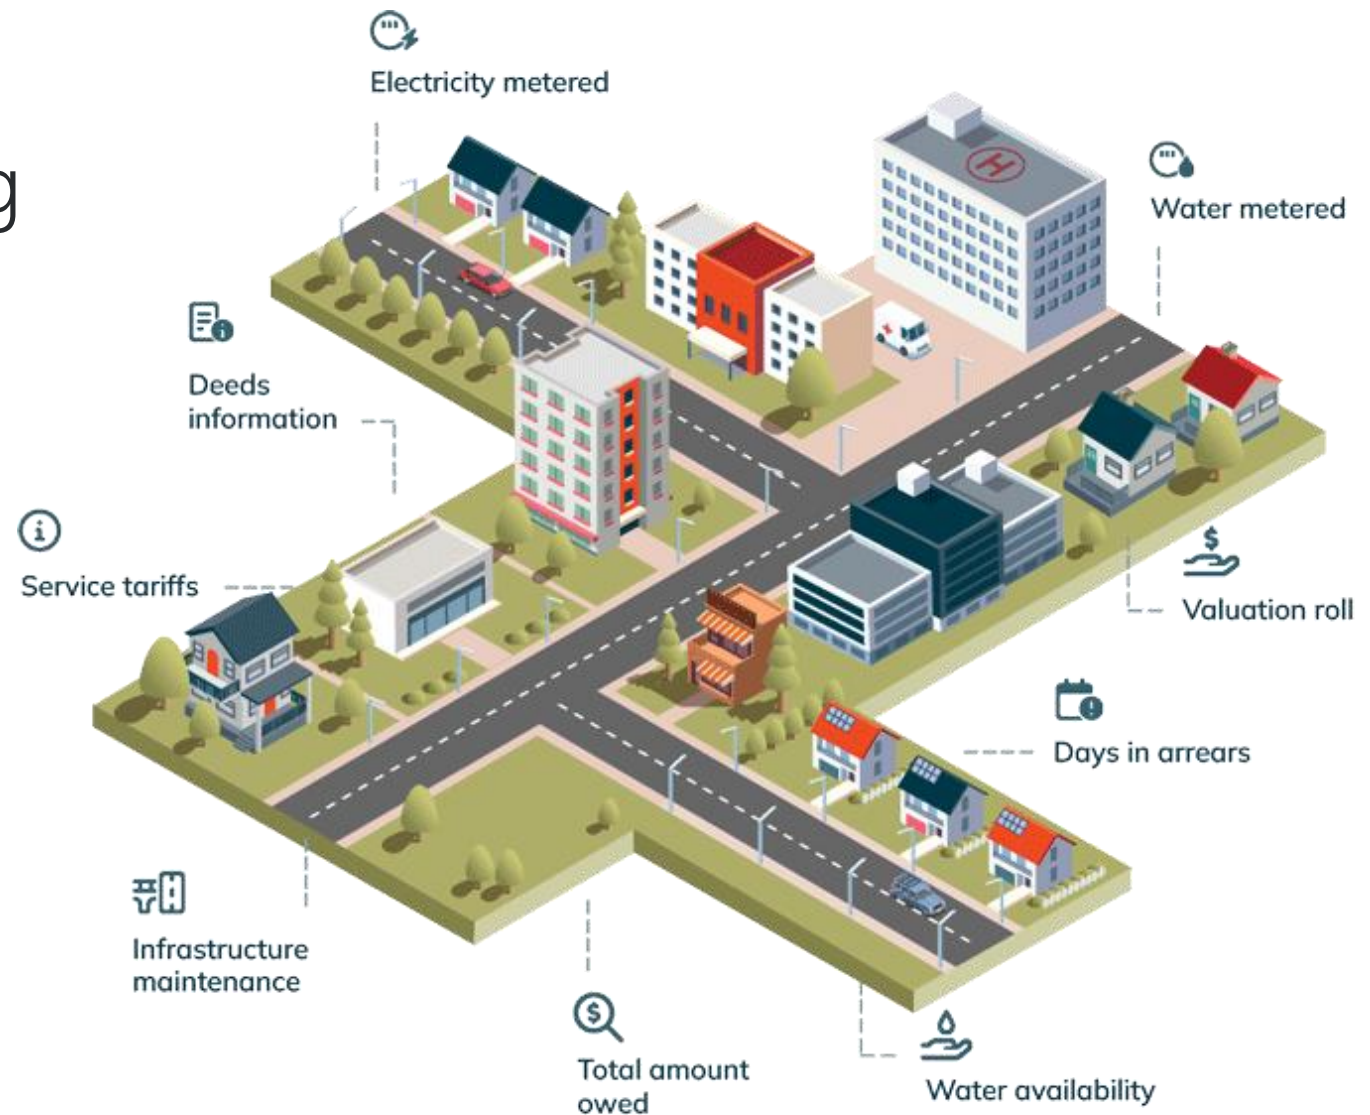 Electricity metered
g
Water metered
H
Deeds
information
Service tariffs
Valuation roll
Days in arrears
Infrastructure
maintenance
Total amount
owed
Water availability